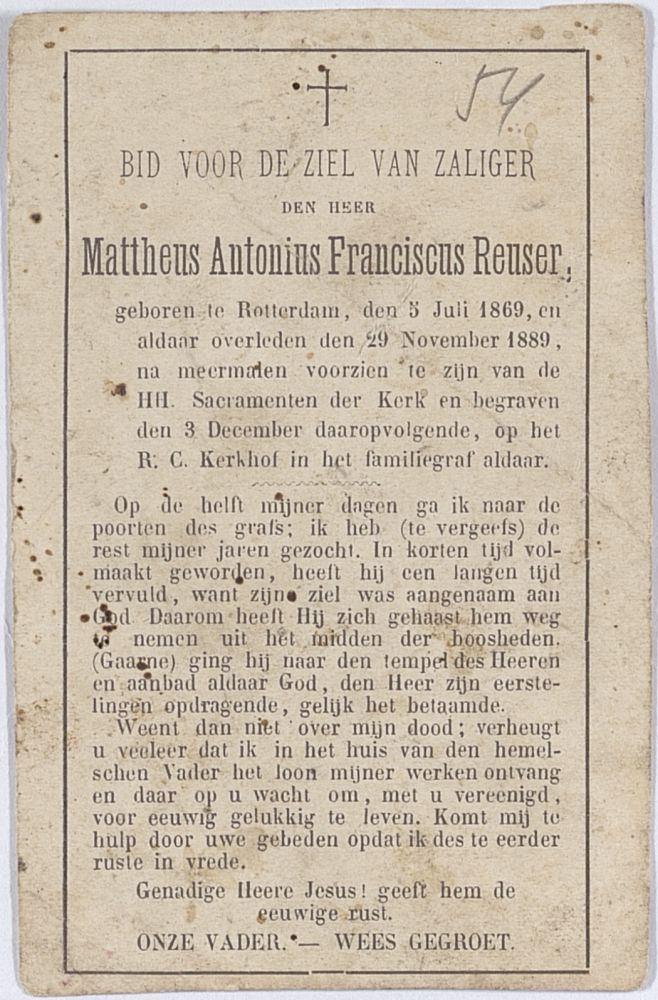 54
BID VOOR DE ZIEL VAN ZALIGER
DEN HEER
Mattheus Antonius Franciscus Reuser,
geboren te Rotterdam, den 5 Juli 1869, en
aldaar overleden den 29 November 1889,
na meermalen voorzien te zijn van de
HH. Sacramenten der Kerk en begraven
den 3 December daaropvolgende, op het
R. C. Kerkhof in het familiegraf aldaar.
Op de helft mijner dagen ga ik naar de
poorten des grafs; ik heb (te vergeefs) de
rest mijner jaren gezocht. In korten tijd vol-
maakt geworden, heeft hij een langen tijd
vervuld, want zijne ziel was aangenaam aan
God. Daarom heeft Hij zich gehaast hem weg
te nemen uit het midden der boosheden.
(Gaarne) ging hij naar den tempel des Heeren
en aanbad aldaar God, den Heer zijn eerste-
lingen opdragende, gelijk het betaamde.
Weent dan niet over mijn dood; verheugt
u veeleer dat ik in het huis van den hemel-
schen Vader het loon mijner werken ontvang
en daar op u wacht om, met u vereenigd,
voor eeuwig gelukkig te leven. Komt mij te
hulp door uwe gebeden opdat ik des te eerder
ruste in vrede.
Genadige Heere Jesus! geeft hem de
eeuwige rust.
ONZE VADER. — WEES GEGROET.